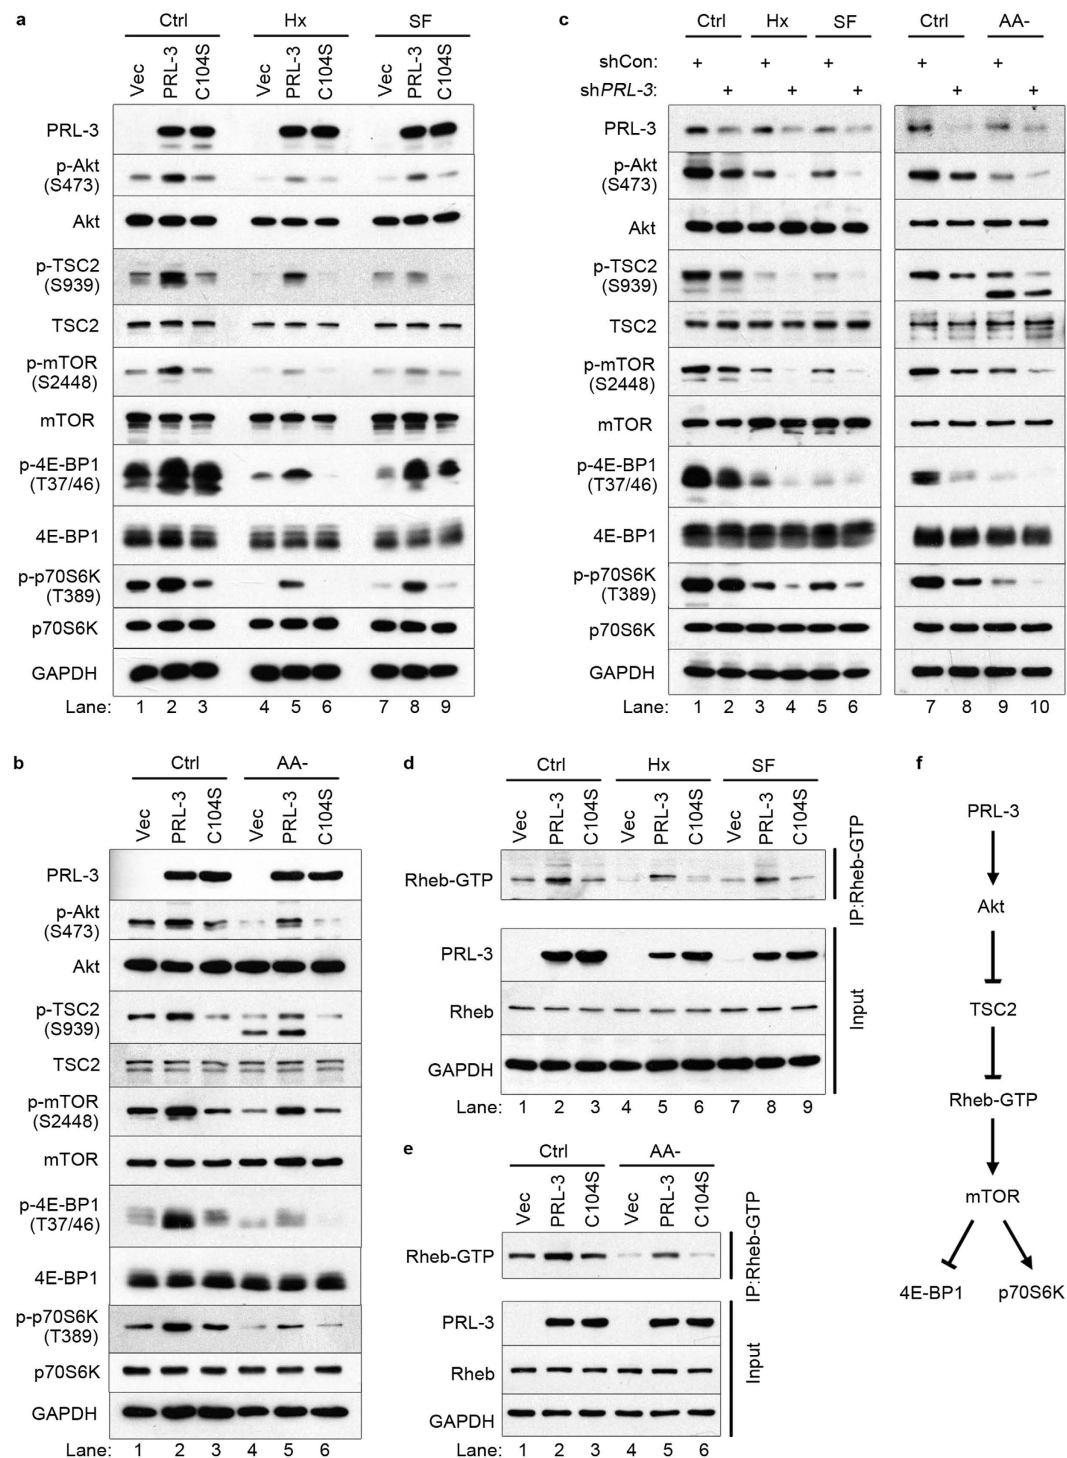 a
Ctrl Hx SF
Vec PRL-3 C104S Vec PRL-3 C104S Vec PRL-3 C104S
PRL-3
p-Akt
(S473)
Akt
p-TSC2
(S939)
TSC2
p-mTOR
(S2448)
mTOR
p-4E-BP1
(T37/46)
4E-BP1
p-p70S6K
(T389)
p70S6K
GAPDH
Lane: 1 2 3 4 5 6 7 8 9
c
Ctrl Hx SF Ctrl AA-
shCon: + + + + +
shPRL-3: + + + + +
PRL-3
p-Akt
(S473)
Akt
p-TSC2
(S939)
TSC2
p-mTOR
(S2448)
mTOR
p-4E-BP1
(T37/46)
4E-BP1
p-p70S6K
(T389)
p70S6K
GAPDH
Lane: 1 2 3 4 5 6 7 8 9 10
b
Ctrl AA-
Vec PRL-3 C104S Vec PRL-3 C104S
PRL-3
p-Akt
(S473)
Akt
p-TSC2
(S939)
TSC2
p-mTOR
(S2448)
mTOR
p-4E-BP1
(T37/46)
4E-BP1
p-p70S6K
(T389)
p70S6K
GAPDH
Lane: 1 2 3 4 5 6
d
Ctrl Hx SF
Vec PRL-3 C104S Vec PRL-3 C104S Vec PRL-3 C104S
Rheb-GTP
IP:Rheb-GTP
PRL-3
Rheb
GAPDH
Input
Lane: 1 2 3 4 5 6 7 8 9
e
Ctrl AA-
Vec PRL-3 C104S Vec PRL-3 C104S
Rheb-GTP
IP:Rheb-GTP
PRL-3
Rheb
GAPDH
Input
Lane: 1 2 3 4 5 6
f
PRL-3
Akt
TSC2
Rheb-GTP
mTOR
4E-BP1 p70S6K